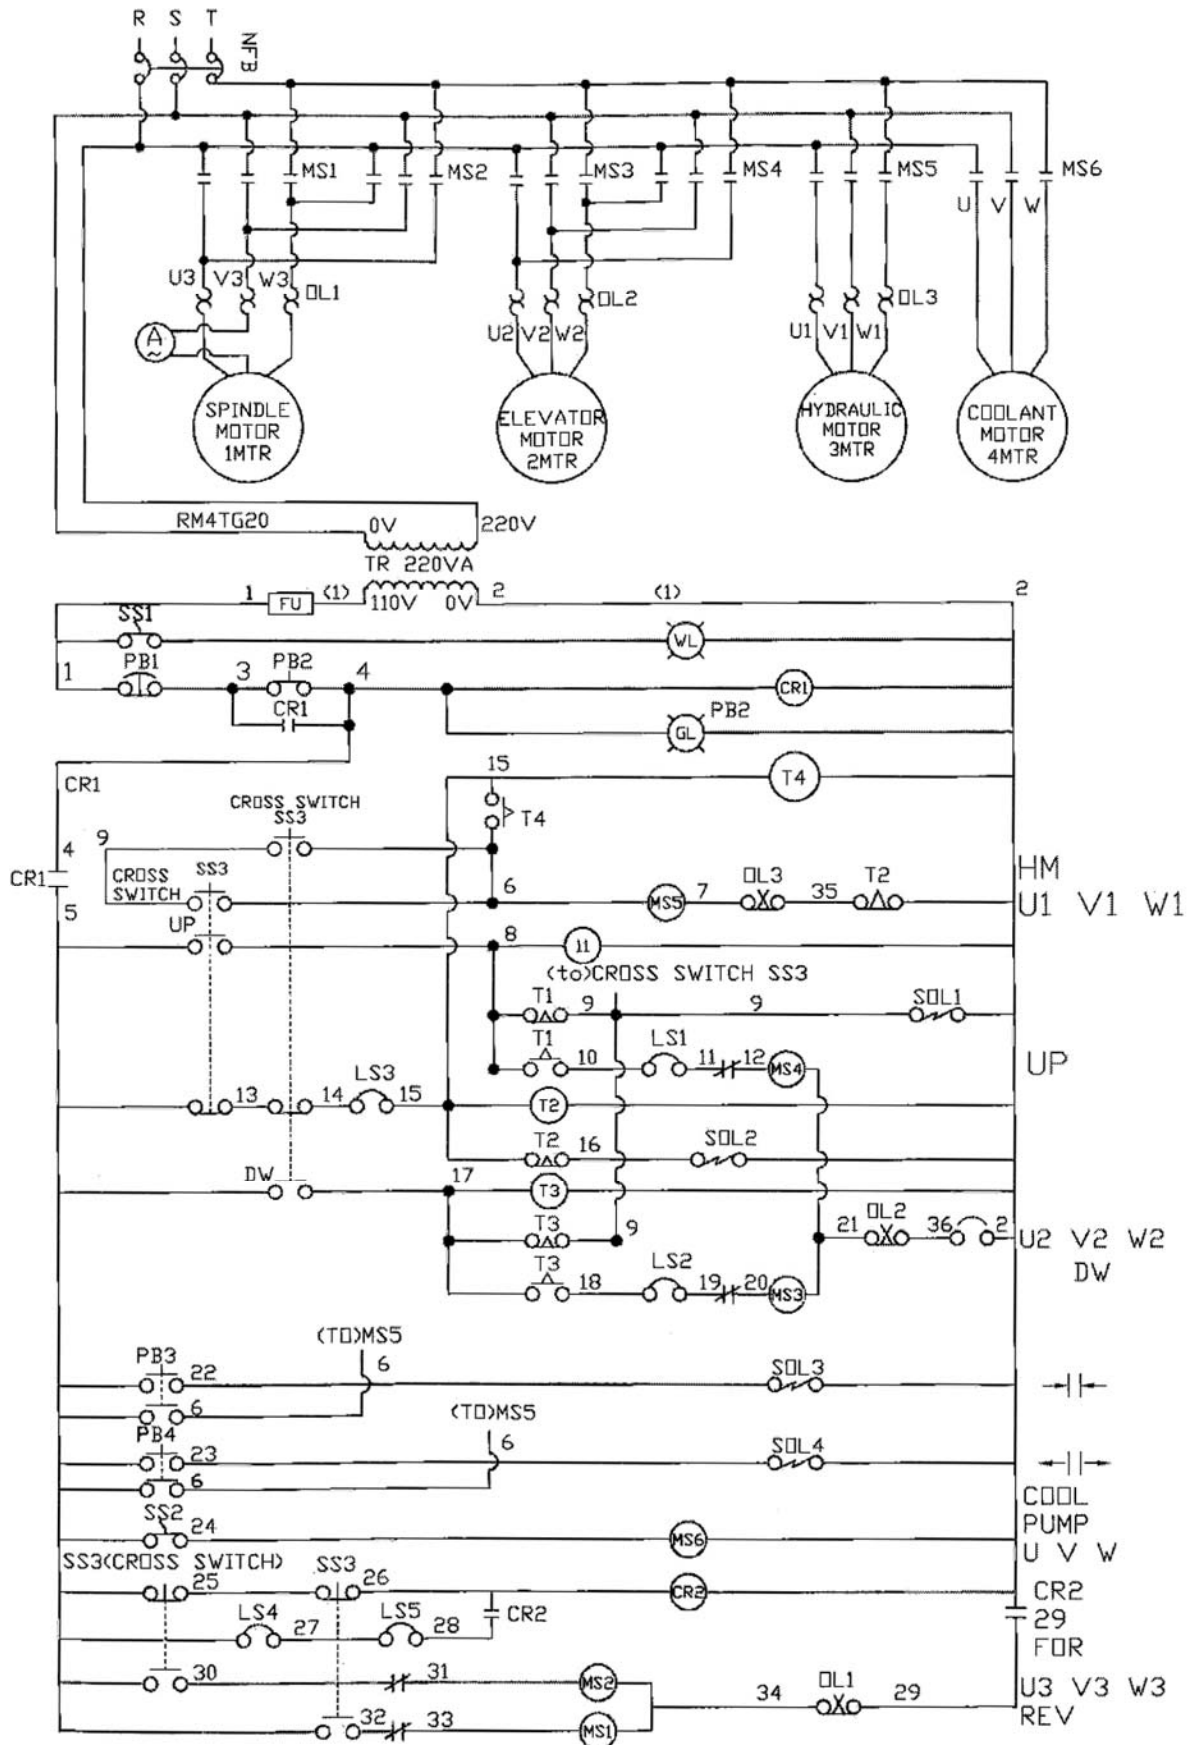 R S T
NFB
MS1 MS2 MS3 MS4 MS5 MS6
U V W
U3 V3 W3 OL1
U2 V2 W2 OL2
U1 V1 W1 OL3
A
~
SPINDLE
MOTOR
1MTR
ELEVATOR
MOTOR
2MTR
HYDRAULIC
MOTOR
3MTR
COOLANT
MOTOR
4MTR
RM4TG20 0V 220V
TR 220VA
1 FU (1) 110V 0V 2 (1) 2
SS1
WL
1 PB1 3 PB2 4
CR1
CR1
PB2
GL
CR1
15
T4
T4
CROSS SWITCH
SS3
4 9
CR1
CROSS
SWITCH
SS3
6 MS5 7 OL3 35 T2
HM
U1 V1 W1
5
UP
8 11
(to)CROSS SWITCH SS3
T1 9 9 SOL1
T1 10 LS1 11 12 MS4
UP
13 14 LS3 15 T2
T2 16 SOL2
DW 17 T3
T3 9
21 OL2 36 2
U2 V2 W2
DW
T3 18 LS2 19 20 MS3
(TO)MS5
6
PB3 22 SOL3
6
(TO)MS5
6
PB4 23 SOL4
6
COOL
PUMP
U V W
SS2 24 MS6
SS3(CROSS SWITCH) SS3
25 26 CR2
CR2
29
FOR
LS4 27 LS5 28 CR2
30 31 MS2
34 OL1 29
U3 V3 W3
REV
32 33 MS1